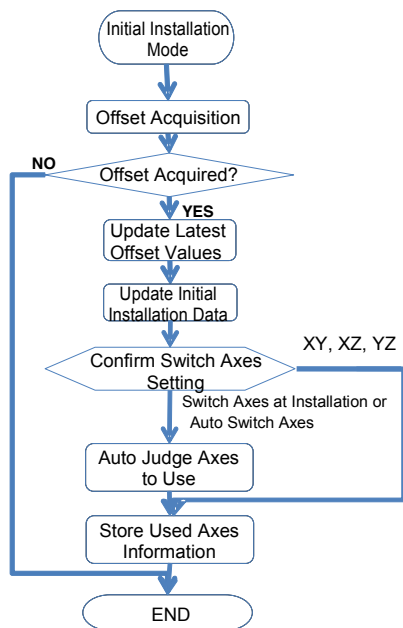 Initial Installation
Mode
Offset Acquisition
NO
Offset Acquired?
YES
Update Latest
Offset Values
Update Initial
Installation Data
XY, XZ, YZ
Confirm Switch Axes
Setting
Switch Axes at Installation or
Auto Switch Axes
Auto Judge Axes
to Use
Store Used Axes
Information
END